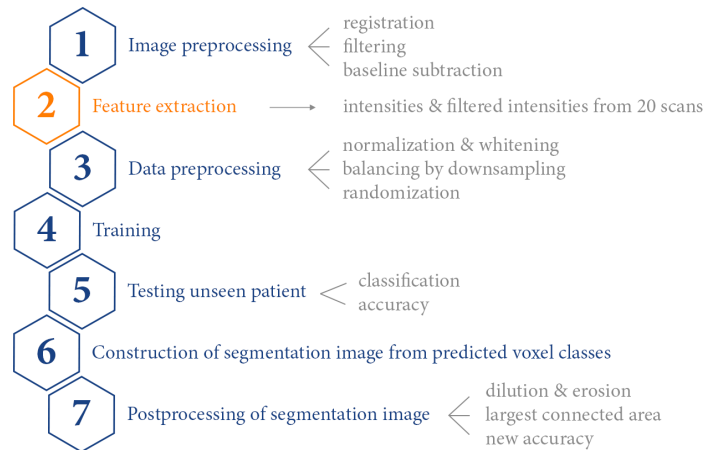 1 Image preprocessing
registration
filtering
baseline subtraction
2 Feature extraction
intensities & filtered intensities from 20 scans
3 Data preprocessing
normalization & whitening
balancing by downsampling
randomization
4 Training
5 Testing unseen patient
classification
accuracy
6 Construction of segmentation image from predicted voxel classes
7 Postprocessing of segmentation image
dilution & erosion
largest connected area
new accuracy